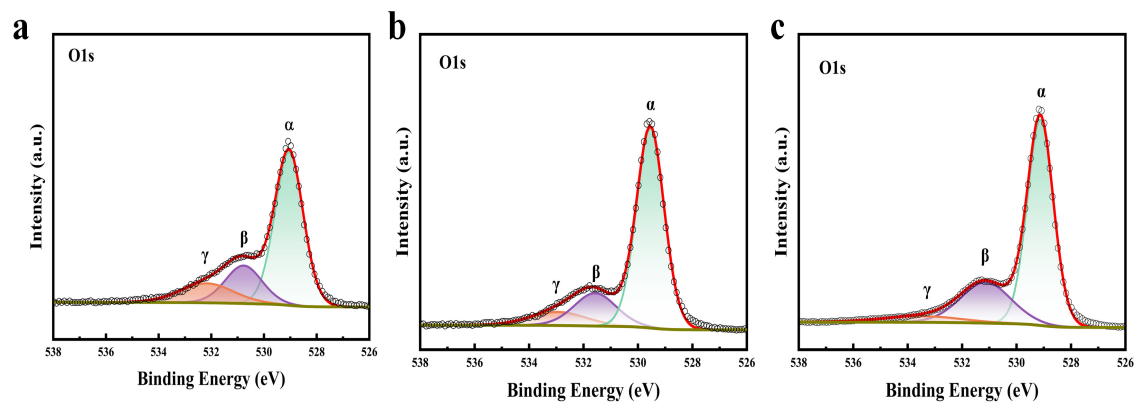 a
O1s
α
β
γ
Intensity (a.u.)
538 536 534 532 530 528 526
Binding Energy (eV)
b
O1s
α
β
γ
Intensity (a.u.)
538 536 534 532 530 528 526
Binding Energy (eV)
c
O1s
α
β
γ
Intensity (a.u.)
538 536 534 532 530 528 526
Binding Energy (eV)